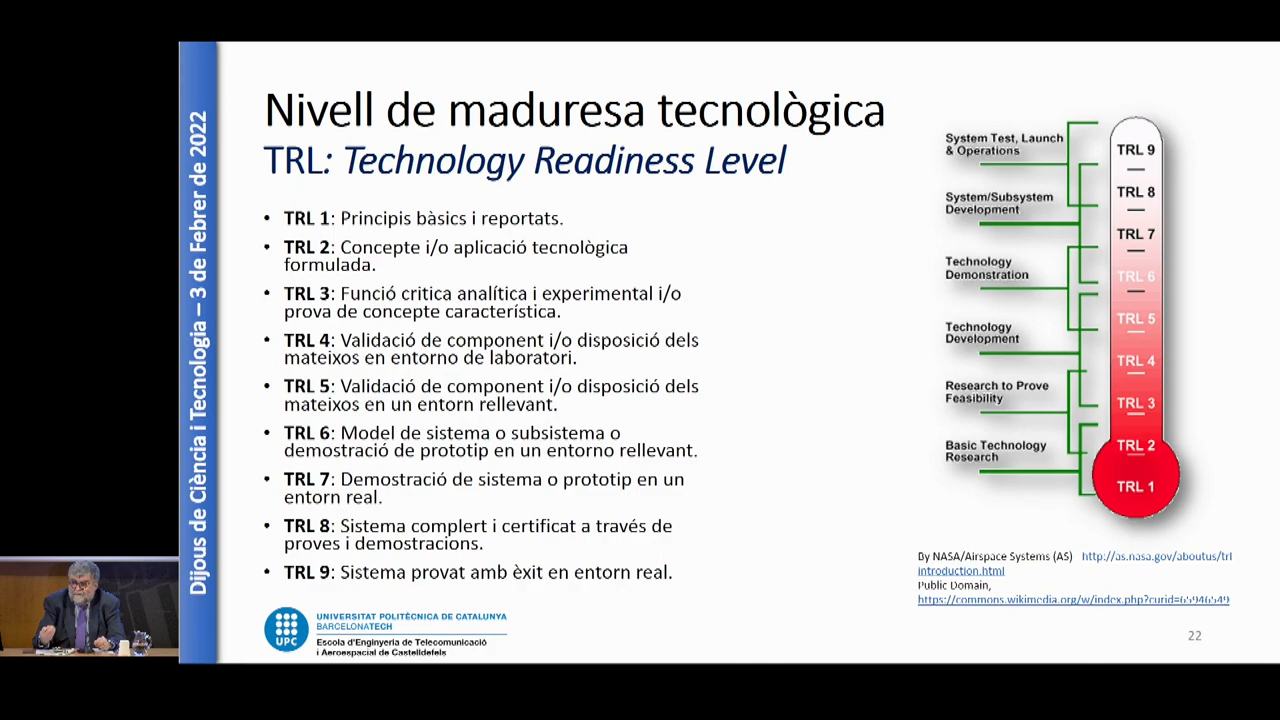 Dijous de Ciència i Tecnologia – 3 de Febrer de 2022
Nivell de maduresa tecnològica
TRL: Technology Readiness Level
• TRL 1: Principis bàsics i reportats.
• TRL 2: Concepte i/o aplicació tecnològica
formulada.
• TRL 3: Funció critica analítica i experimental i/o
prova de concepte característica.
• TRL 4: Validació de component i/o disposició dels
mateixos en entorno de laboratori.
• TRL 5: Validació de component i/o disposició dels
mateixos en un entorn rellevant.
• TRL 6: Model de sistema o subsistema o
demostració de prototip en un entorno rellevant.
• TRL 7: Demostració de sistema o prototip en un
entorn real.
• TRL 8: Sistema complert i certificat a través de
proves i demostracions.
• TRL 9: Sistema provat amb èxit en entorn real.
System Test, Launch
& Operations
System/Subsystem
Development
Technology
Demonstration
Technology
Development
Research to Prove
Feasibility
Basic Technology
Research
TRL 9
TRL 8
TRL 7
TRL 6
TRL 5
TRL 4
TRL 3
TRL 2
TRL 1
By NASA/Airspace Systems (AS) http://as.nasa.gov/aboutus/trl
introduction.html
Public Domain,
https://commons.wikimedia.org/w/index.php?curid=65946549
UPC
UNIVERSITAT POLITÈCNICA DE CATALUNYA
BARCELONATECH
Escola d'Enginyeria de Telecomunicació
i Aeroespacial de Castelldefels
22